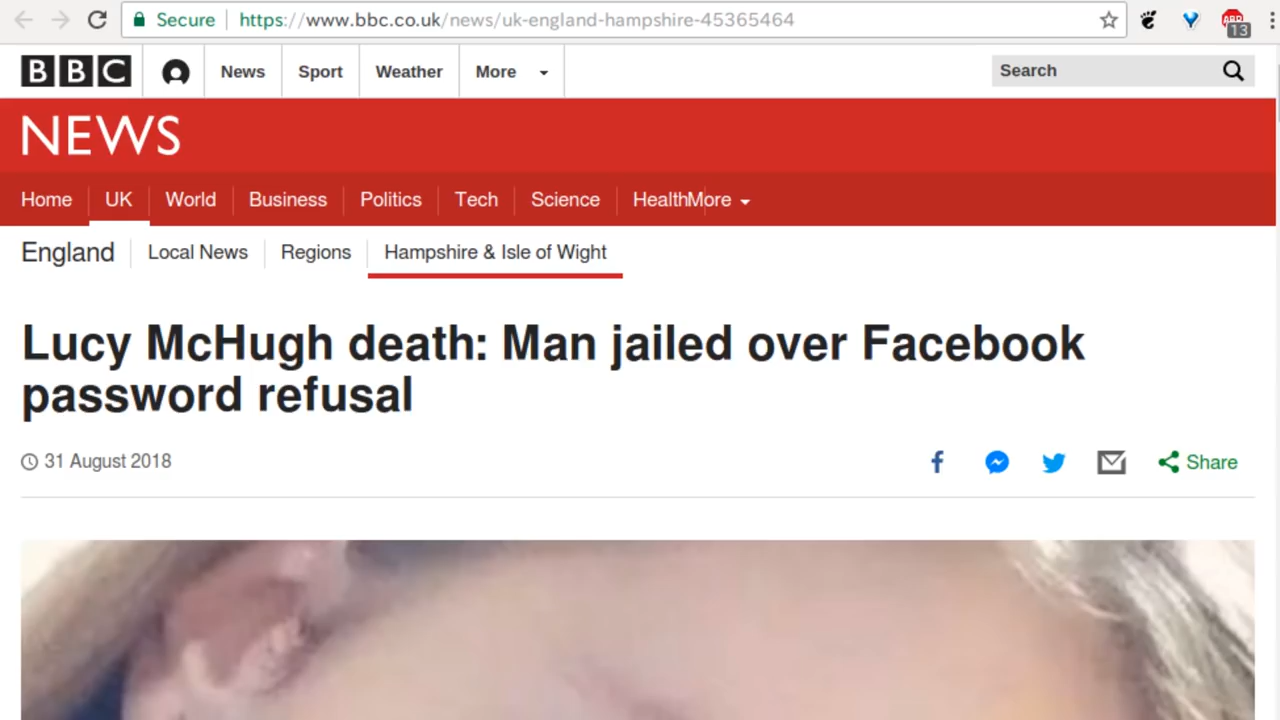 Secure https://www.bbc.co.uk/news/uk-england-hampshire-45365464
ABP 13
BBC News Sport Weather More Search
NEWS
Home UK World Business Politics Tech Science HealthMore
England Local News Regions Hampshire & Isle of Wight
Lucy McHugh death: Man jailed over Facebook
password refusal
31 August 2018 Share